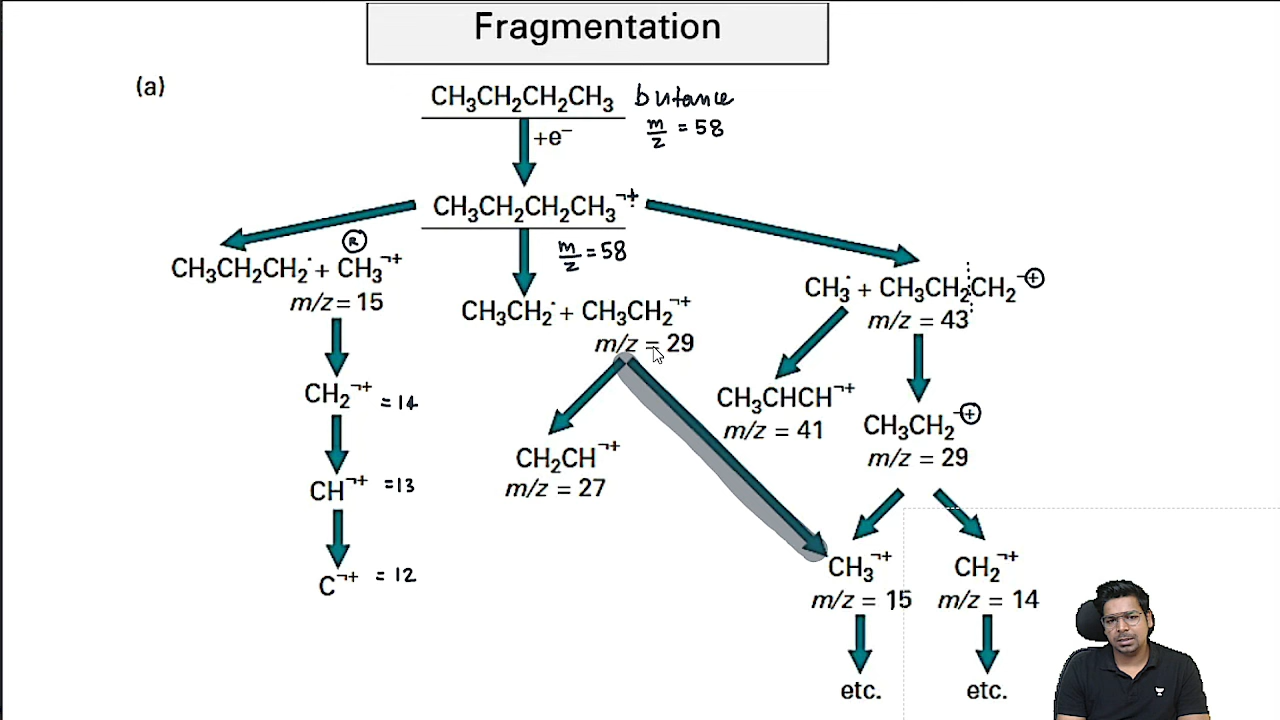 Fragmentation
(a)
CH₃CH₂CH₂CH₃ butane
m/z = 58
+e⁻
CH₃CH₂CH₂CH₃¬+̇
m/z = 58
R
CH₃CH₂CH₂˙ + CH₃¬+
m/z = 15
CH₂¬+ = 14
CH¬+ = 13
C¬+ = 12
CH₃CH₂˙ + CH₃CH₂¬+
m/z = 29
CH₂CH¬+
m/z = 27
CH₃˙ + CH₃CH₂CH₂¬+
m/z = 43
CH₃CHCH¬+
m/z = 41
CH₃CH₂¬+
m/z = 29
CH₃¬+
m/z = 15
etc.
CH₂¬+
m/z = 14
etc.